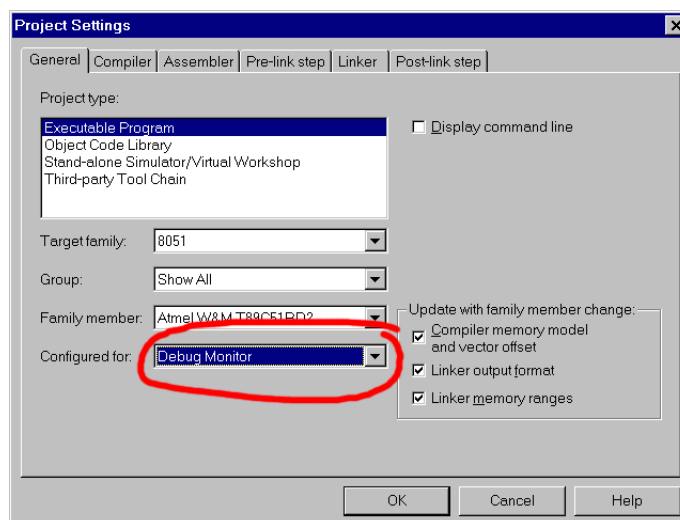 Project Settings
General Compiler Assembler Pre-link step Linker Post-link step
Project type:
Executable Program
Object Code Library
Stand-alone Simulator/Virtual Workshop
Third-party Tool Chain
Display command line
Target family: 8051
Group: Show All
Family member: Atmel W&M T89C51RD2
Configured for: Debug Monitor
Update with family member change:
Compiler memory model
and vector offset
Linker output format
Linker memory ranges
OK Cancel Help